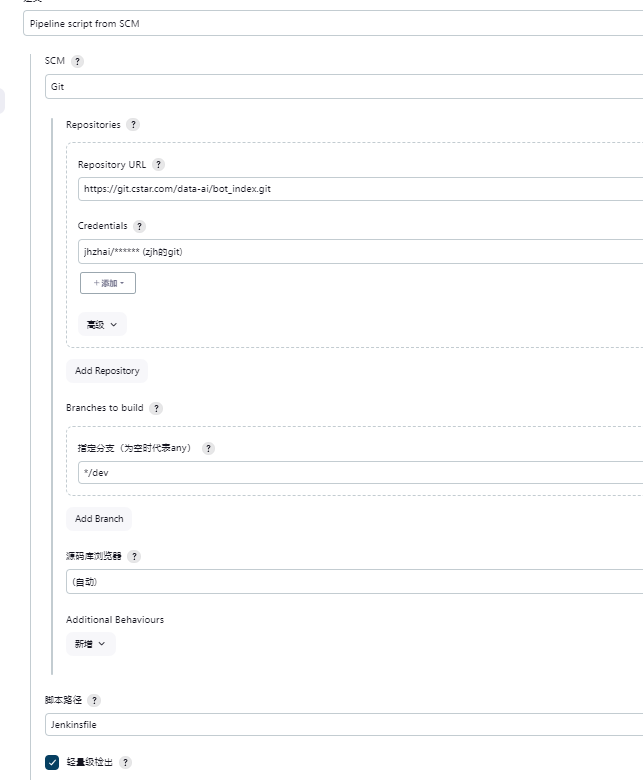 Pipeline script from SCM
SCM ?
Git
Repositories ?
Repository URL ?
https://git.cstar.com/data-ai/bot_index.git
Credentials ?
jhzhai/****** (zjh的git)
+添加
高级
Add Repository
Branches to build ?
指定分支（为空时代表any） ?
*/dev
Add Branch
源码库浏览器 ?
(自动)
Additional Behaviours
新增
脚本路径 ?
Jenkinsfile
轻量级检出 ?